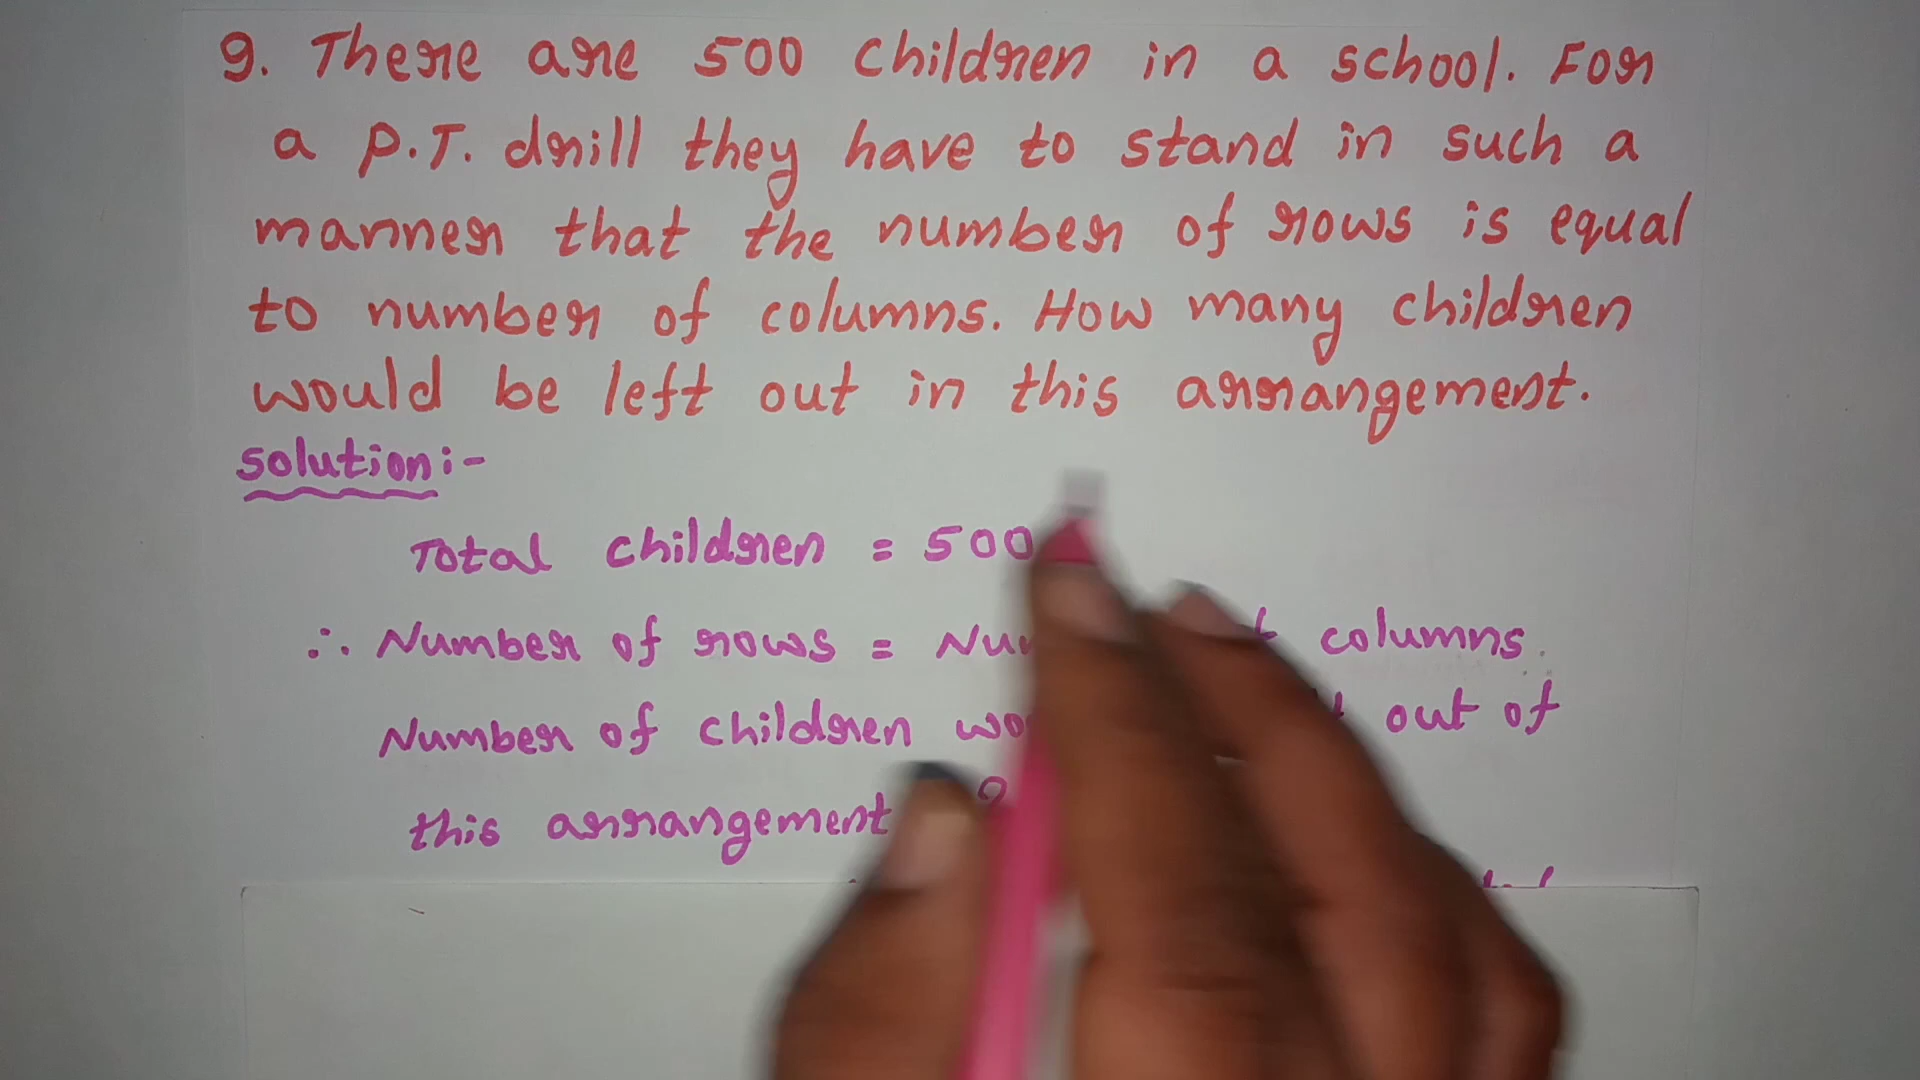 9. There are 500 children in a school. For
a P.T. drill they have to stand in such a
manner that the number of rows is equal
to number of columns. How many children
would be left out in this arrangement.
Solution:-
Total children = 500
∴ Number of rows = columns.
Number of children out of
this arrangement ?